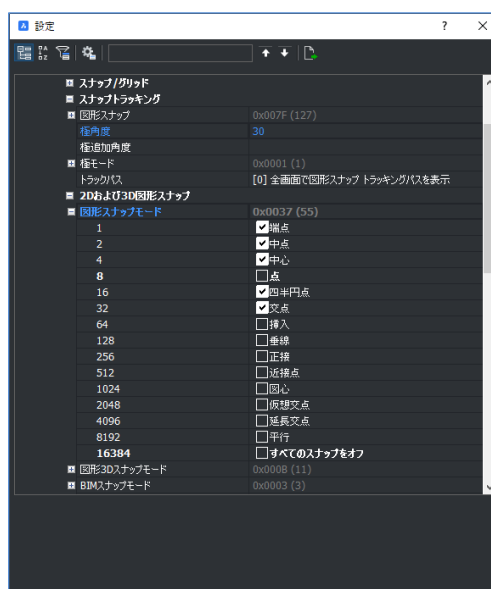 設定
スナップ/グリッド
スナップトラッキング
図形スナップ 0x007F (127)
極角度 30
極追加角度
極モード 0x0001 (1)
トラックパス [0] 全画面で図形スナップ トラッキングパスを表示
2Dおよび3D図形スナップ
図形スナップモード 0x0037 (55)
1 端点
2 中点
4 中心
8 点
16 四半円点
32 交点
64 挿入
128 垂線
256 正接
512 近接点
1024 図心
2048 仮想交点
4096 延長交点
8192 平行
16384 すべてのスナップをオフ
図形3Dスナップモード 0x000B (11)
BIMスナップモード 0x0003 (3)